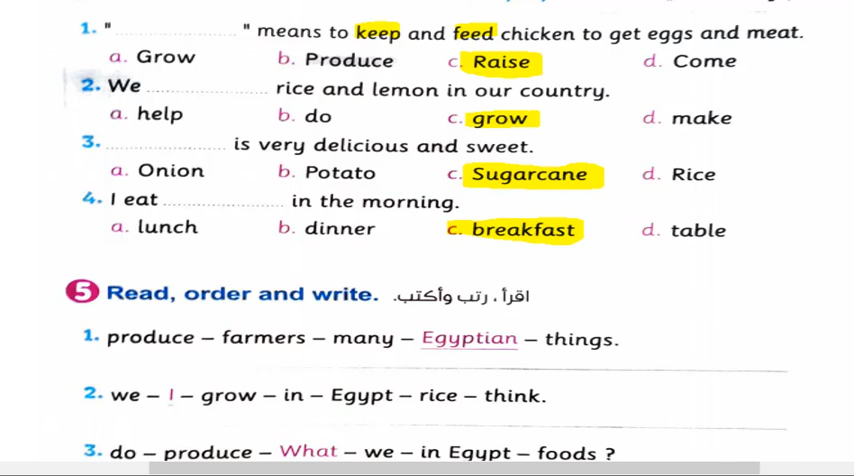 1. " ........................ " means to keep and feed chicken to get eggs and meat.
a. Grow b. Produce c. Raise d. Come
2. We ........................ rice and lemon in our country.
a. help b. do c. grow d. make
3. ........................ is very delicious and sweet.
a. Onion b. Potato c. Sugarcane d. Rice
4. I eat ........................ in the morning.
a. lunch b. dinner c. breakfast d. table
5 Read, order and write. اقرأ ، رتب وأكتب.
1. produce – farmers – many – Egyptian – things.
2. we – I – grow – in – Egypt – rice – think.
3. do – produce – What – we – in Egypt – foods ?